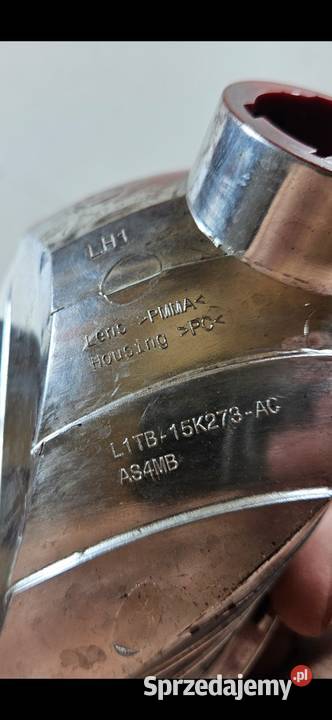 LH1
Lens >PMMA<
Housing >PC<
L1TB-15K273-AC
AS4MB
Sprzedajemy.pl